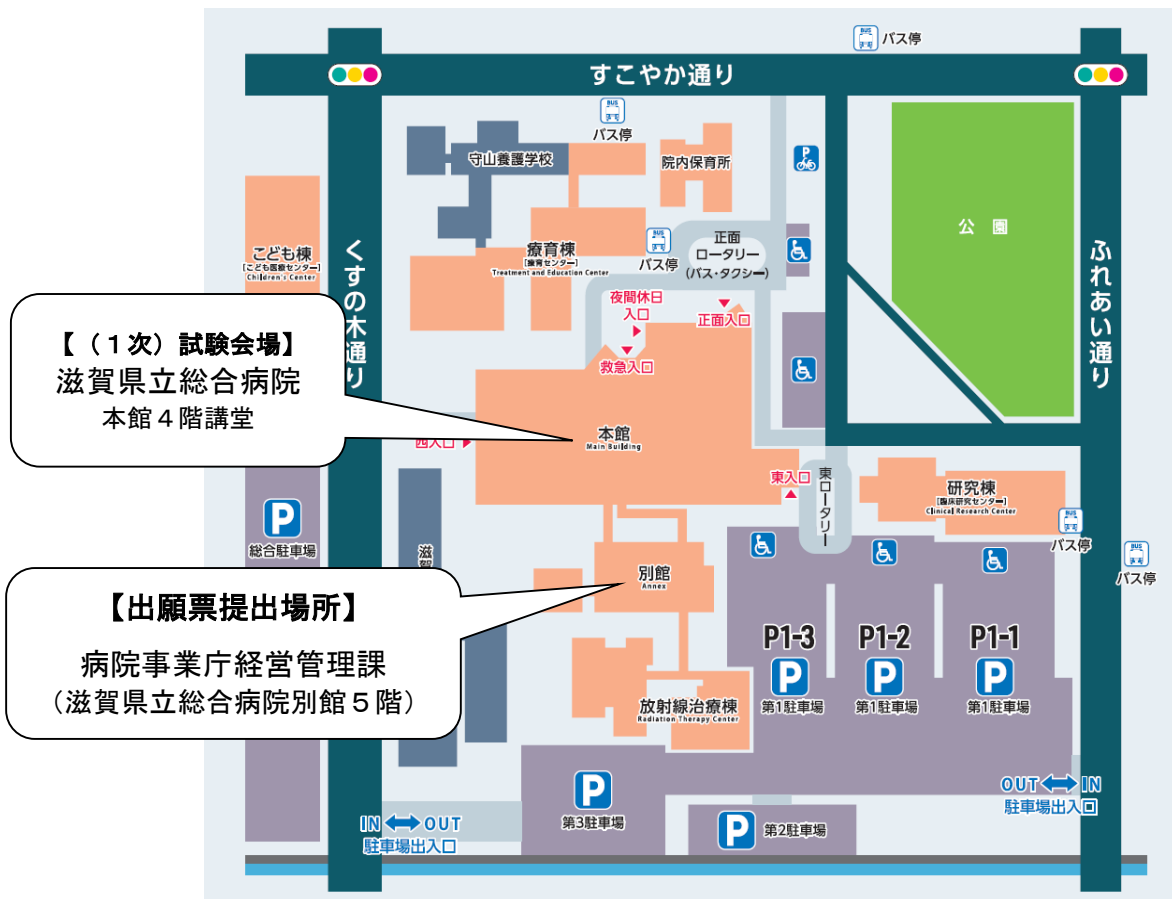 BUS
バス停
すこやか通り
BUS
バス停
守山養護学校
院内保育所
P
公園
こども棟
[こども医療センター]
Children's Center
くすの木通り
療育棟
[療育センター]
Treatment and Education Center
BUS
バス停
正面
ロータリー
(バス・タクシー)
ふれあい通り
夜間休日
入口
正面入口
救急入口
【（１次）試験会場】
滋賀県立総合病院
本館４階講堂
西入口
本館
Main Building
東入口
東ロータリー
研究棟
[臨床研究センター]
Clinical Research Center
BUS
バス停
BUS
バス停
P
総合駐車場
滋賀
別館
Annex
【出願票提出場所】
病院事業庁経営管理課
（滋賀県立総合病院別館５階）
P1-3
P
第1駐車場
P1-2
P
第1駐車場
P1-1
P
第1駐車場
放射線治療棟
Radiation Therapy Center
OUT IN
駐車場出入口
P
第3駐車場
P
第2駐車場
IN OUT
駐車場出入口